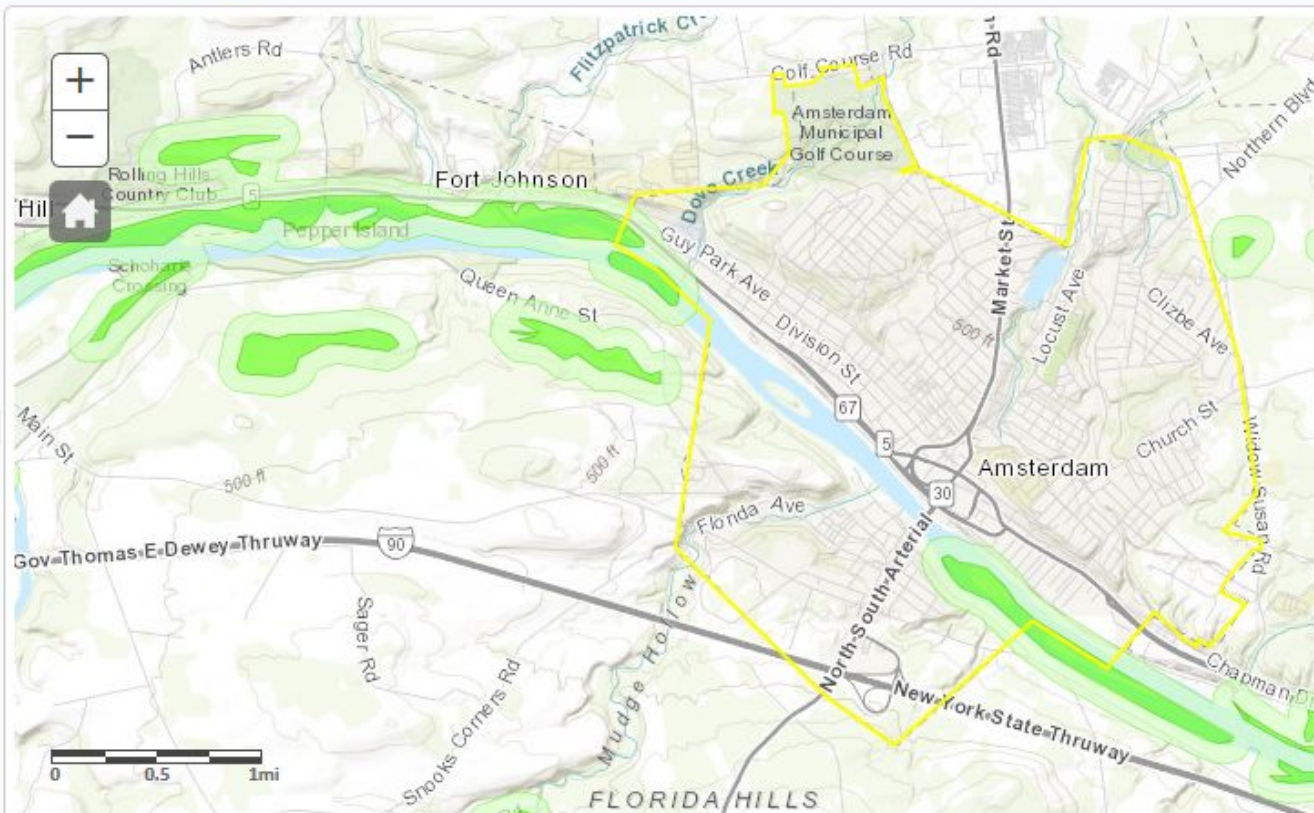 Antlers Rd
Flitzpatrick Cr
Golf Course Rd
Amsterdam
Municipal
Golf Course
Northern Blvd
+
−
Rolling Hills
Country Club
5
Fort Johnson
Dove Creek
Hill
Pepper Island
Market St
Schoharie
Crossing
Queen Anne St
Guy Park Ave
Division St
500 ft
Locust Ave
Clizbe Ave
67
5
Church St
Widow Susan Rd
Main St
500 ft
500 ft
Amsterdam
30
Florida Ave
Gov Thomas E Dewey Thruway
90
Sager Rd
Mudge Hollow
North South Arterial
Snooks Corners Rd
New York State Thruway
Chapman D
0 0.5 1mi
FLORIDA HILLS